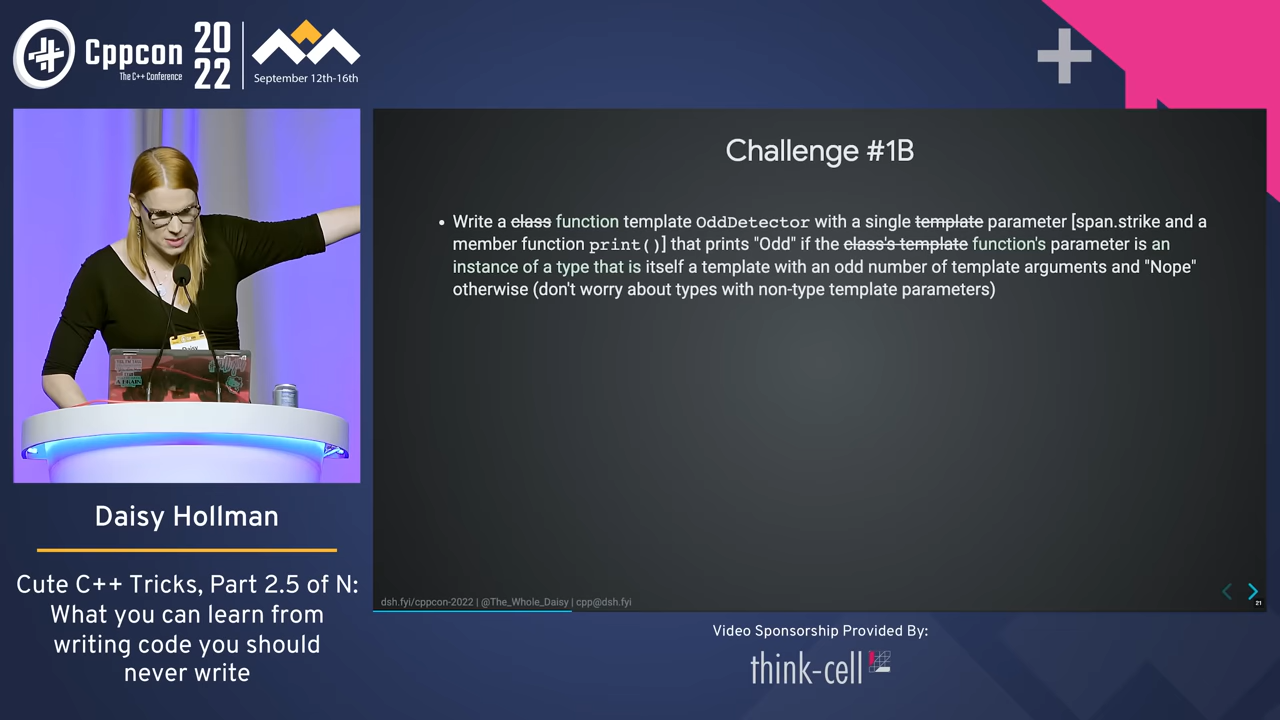 Cppcon
The C++ Conference
20
22
September 12th-16th
Challenge #1B
• Write a class function template OddDetector with a single template parameter [span.strike and a
member function print()] that prints "Odd" if the class's template function's parameter is an
instance of a type that is itself a template with an odd number of template arguments and "Nope"
otherwise (don't worry about types with non-type template parameters)
dsh.fyi/cppcon-2022 | @The_Whole_Daisy | cpp@dsh.fyi
21
Daisy Hollman
Cute C++ Tricks, Part 2.5 of N:
What you can learn from
writing code you should
never write
Video Sponsorship Provided By:
think-cell